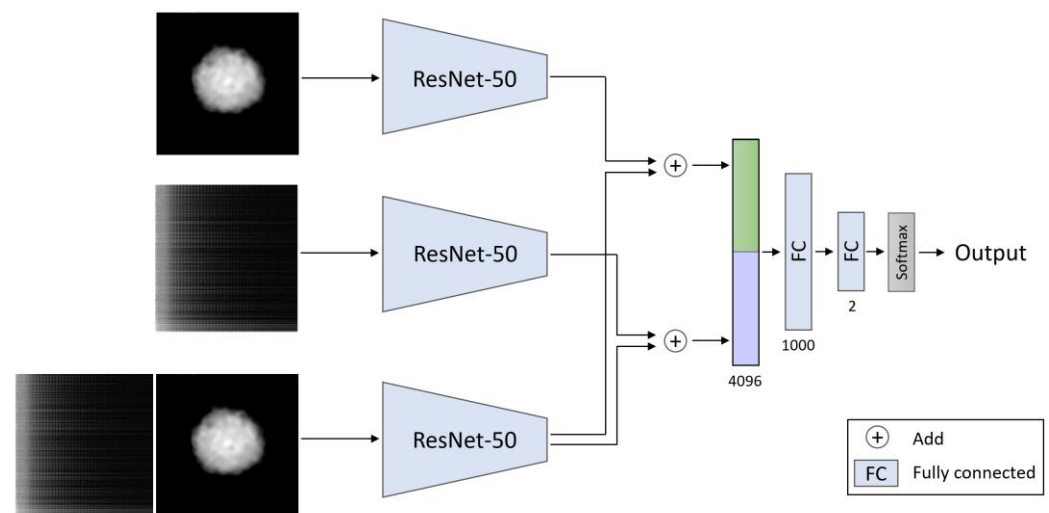 ResNet-50
ResNet-50
ResNet-50
4096
FC
1000
FC
2
Softmax
Output
Add
FC Fully connected